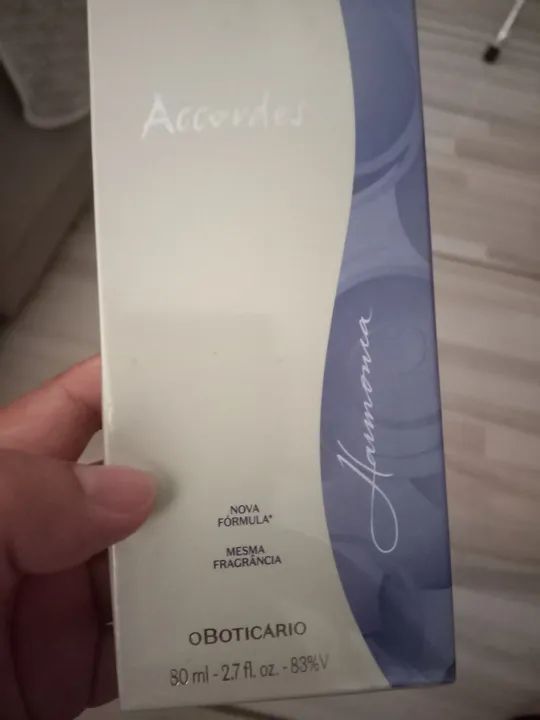 Accordes
Harmonia
NOVA
FÓRMULA*
MESMA
FRAGRÂNCIA
OBOTICÁRIO
80 ml - 2.7 fl. oz. - 83%V